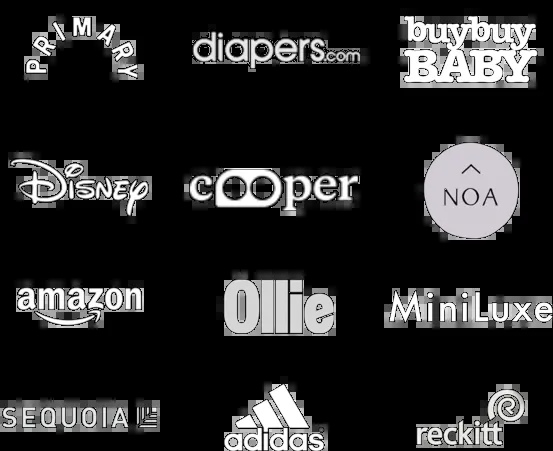 PRIMARY
diapers.com
buybuy
BABY
Disney
cooper
NOA
amazon
Ollie
MiniLuxe
SEQUOIA
adidas
reckitt